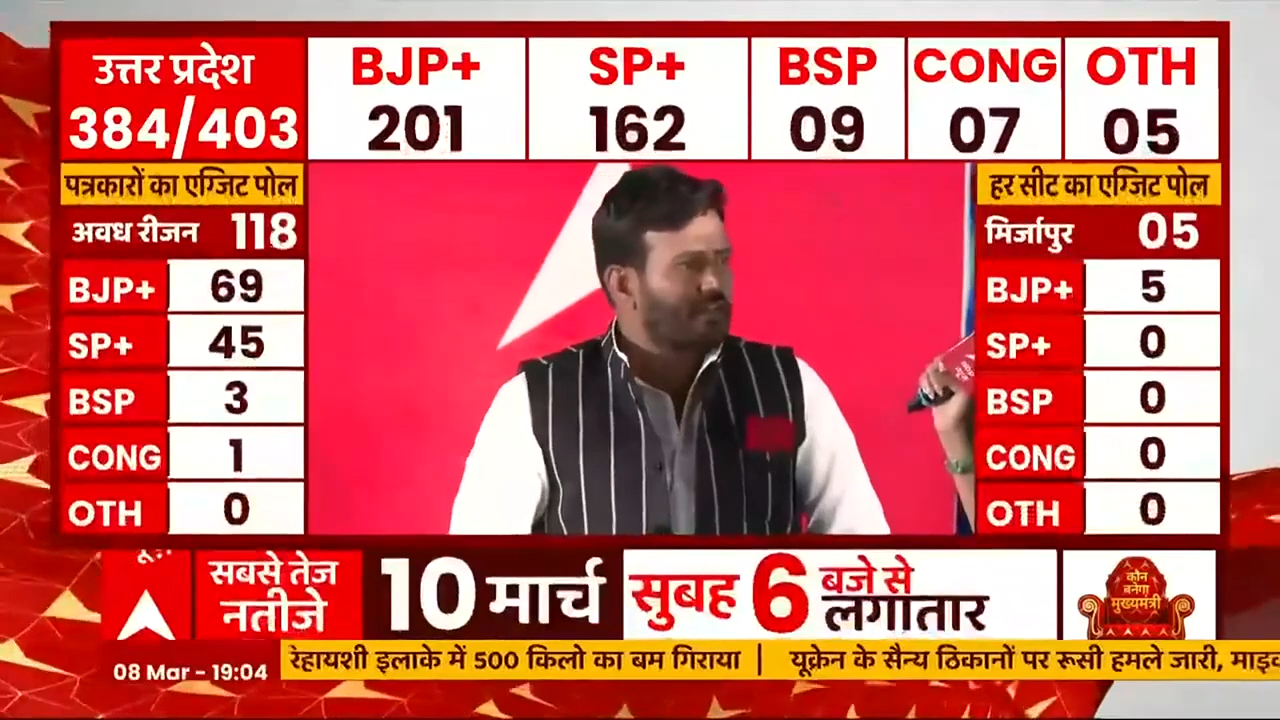 उत्तर प्रदेश
384/403
BJP+
201
SP+
162
BSP
09
CONG
07
OTH
05
पत्रकारों का एग्जिट पोल
अवध रीजन 118
BJP+ 69
SP+ 45
BSP 3
CONG 1
OTH 0
हर सीट का एग्जिट पोल
मिर्जापुर 05
BJP+ 5
SP+ 0
BSP 0
CONG 0
OTH 0
सबसे तेज
नतीजे
10 मार्च
सुबह 6 बजे से
लगातार
कौन
बनेगा
मुख्यमंत्री
08 Mar - 19:04
रेहायशी इलाके में 500 किलो का बम गिराया | यूक्रेन के सैन्य ठिकानों पर रूसी हमले जारी, माइक